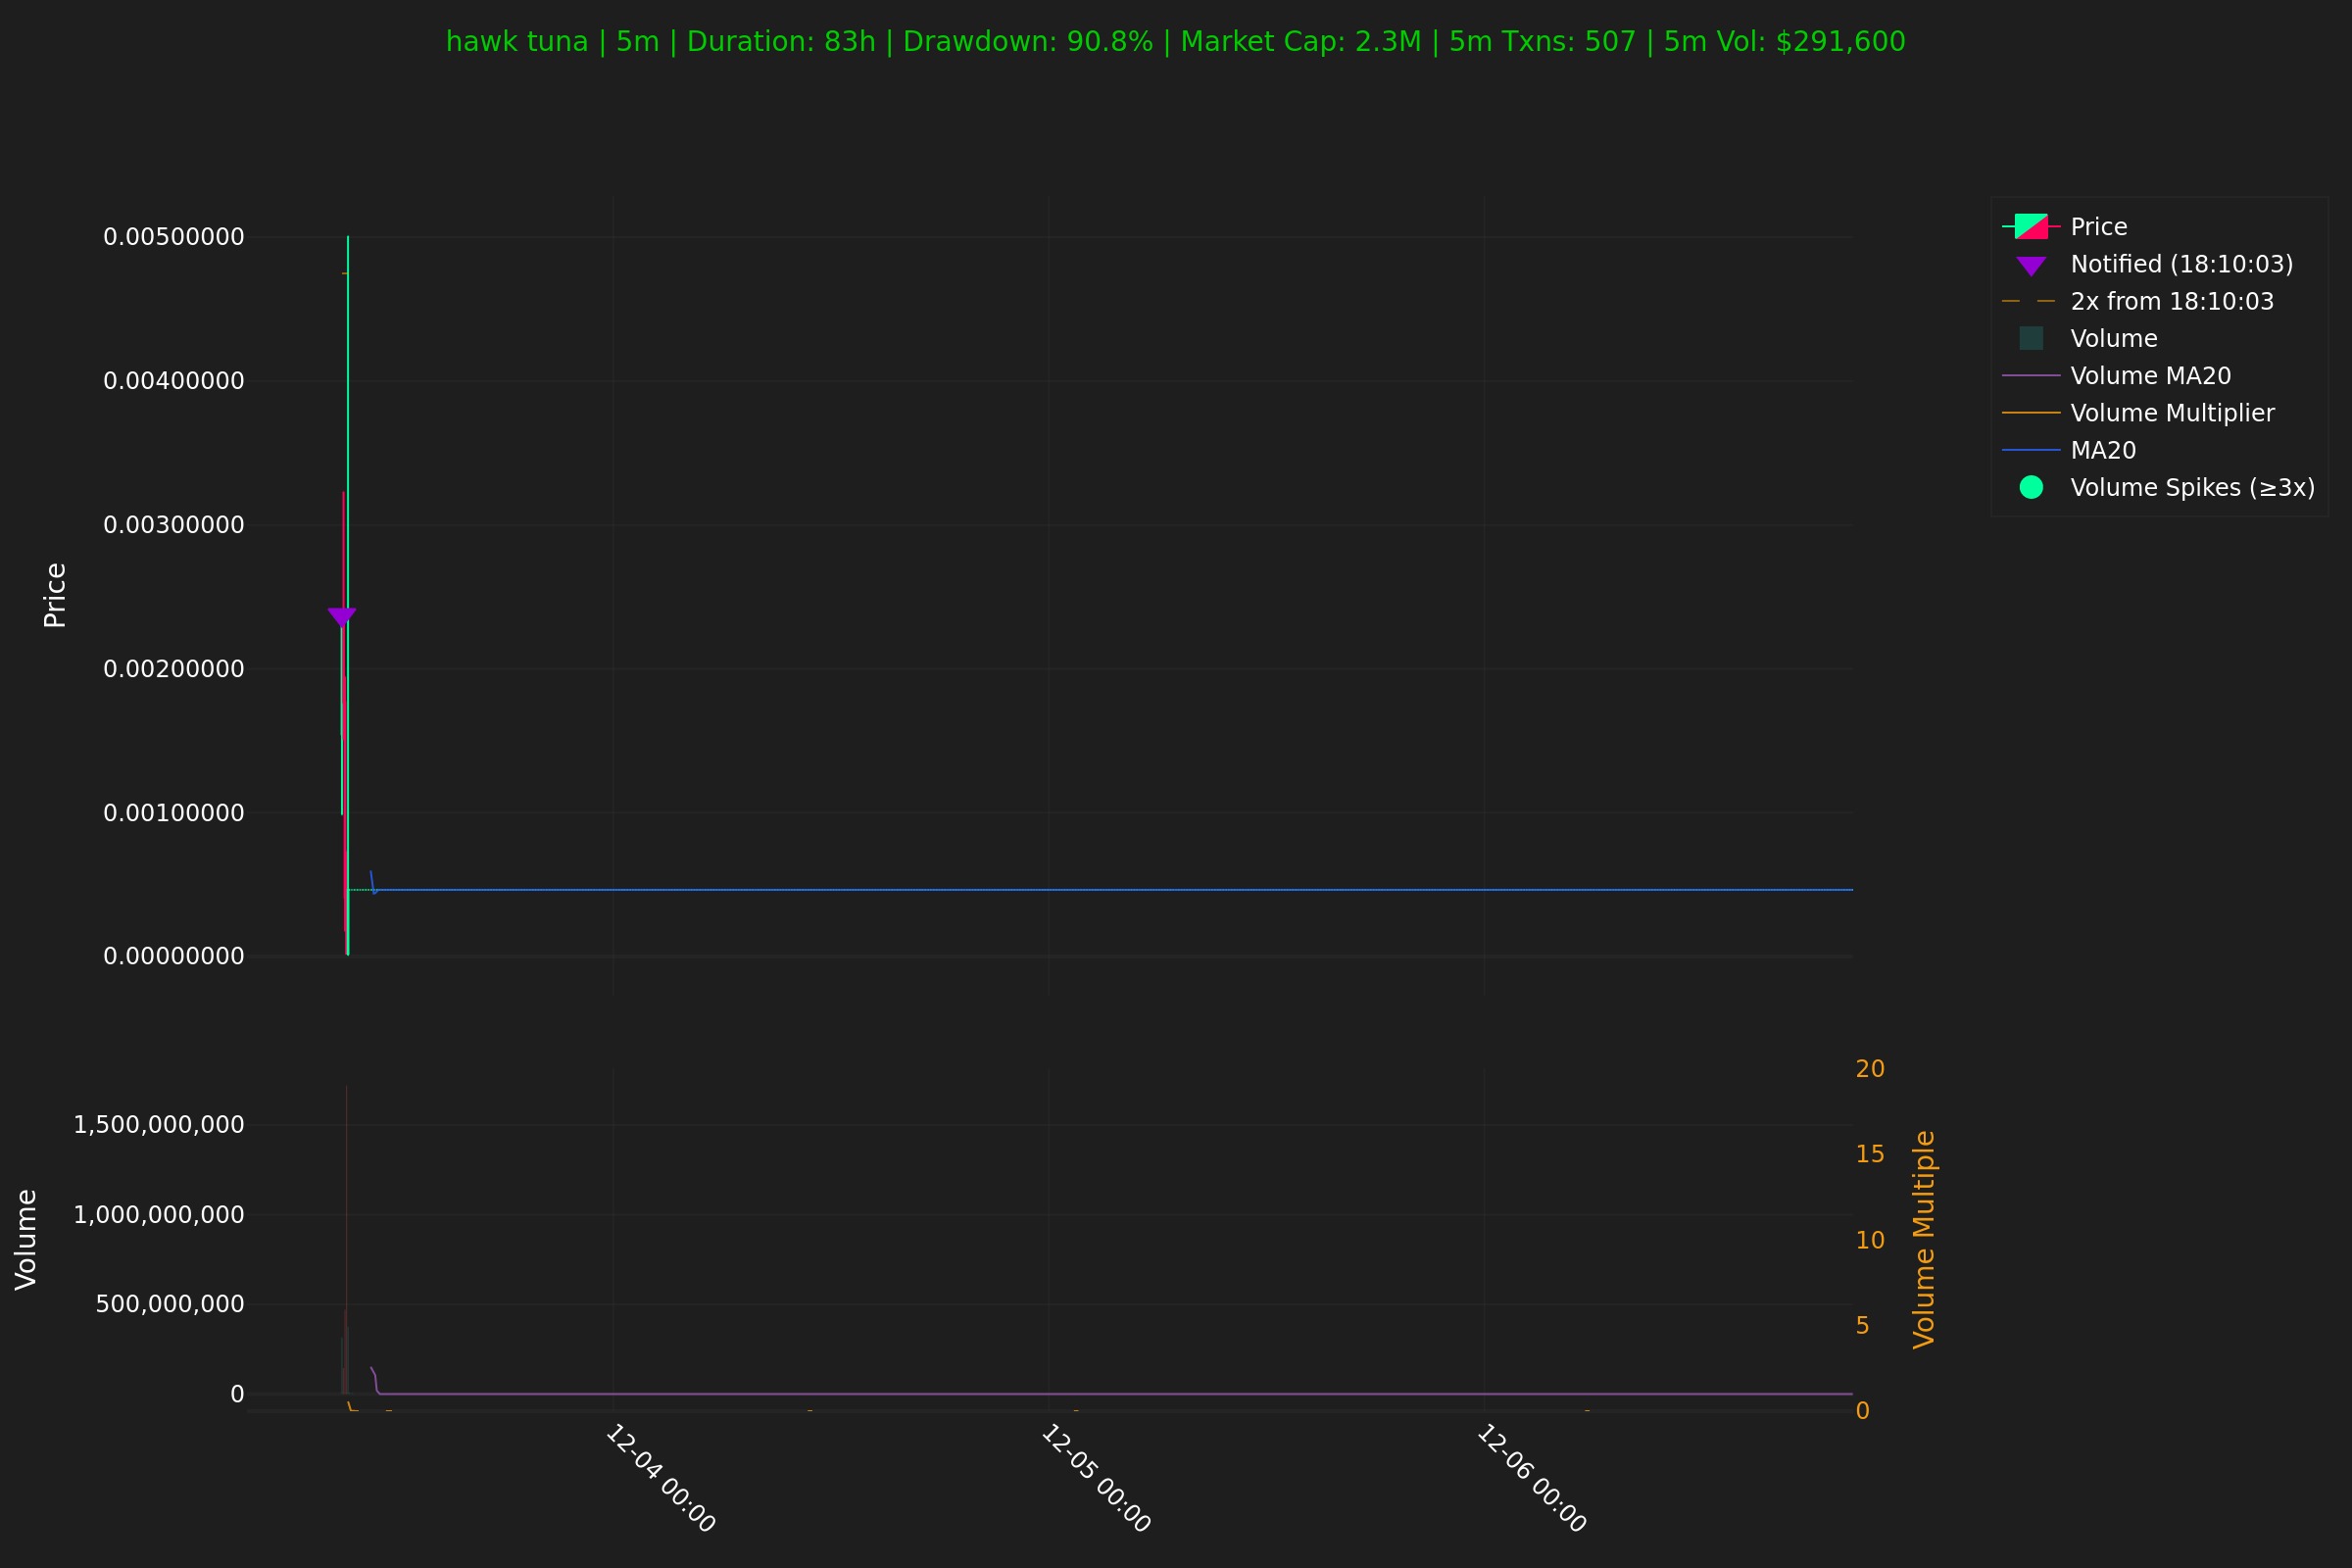 hawk tuna | 5m | Duration: 83h | Drawdown: 90.8% | Market Cap: 2.3M | 5m Txns: 507 | 5m Vol: $291,600
Price
0.00500000
0.00400000
0.00300000
0.00200000
0.00100000
0.00000000
Price
Notified (18:10:03)
2x from 18:10:03
Volume
Volume MA20
Volume Multiplier
MA20
Volume Spikes (≥3x)
Volume
1,500,000,000
1,000,000,000
500,000,000
0
20
15
10
5
0
Volume Multiple
12-04 00:00
12-05 00:00
12-06 00:00